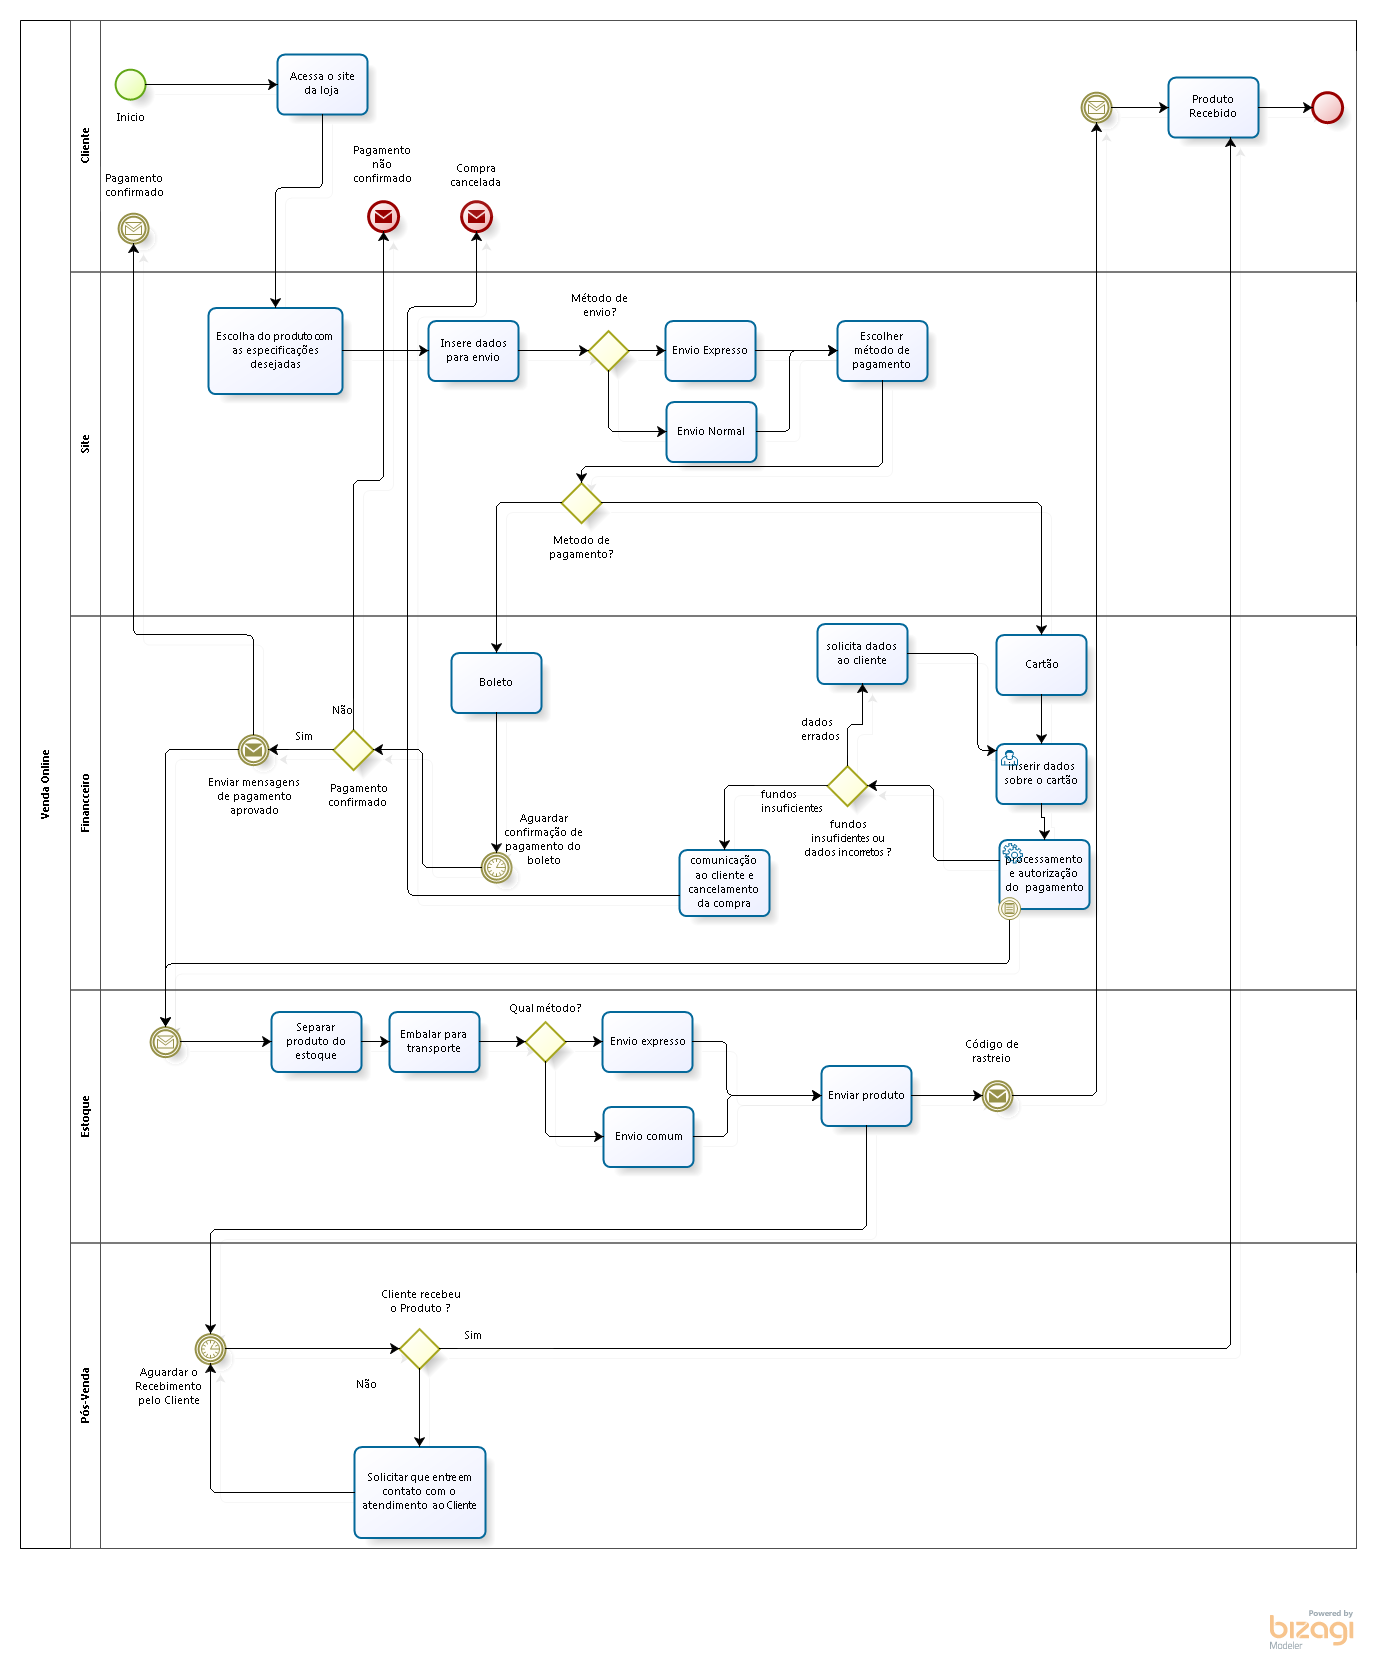 Venda Online
Cliente
Inicio
Acessa o site
da loja
Pagamento
confirmado
Pagamento
não
confirmado
Compra
cancelada
Produto
Recebido
Site
Escolha do produto com
as especificações
desejadas
Insere dados
para envio
Método de
envio?
Envio Expresso
Envio Normal
Escolher
método de
pagamento
Metodo de
pagamento?
Financceiro
Boleto
solicita dados
ao cliente
Cartão
Não
Sim
Enviar mensagens
de pagamento
aprovado
Pagamento
confirmado
Aguardar
confirmação de
pagamento do
boleto
dados
errados
fundos
insuficientes
fundos
insuficientes ou
dados incorretos ?
inserir dados
sobre o cartão
comunicação
ao cliente e
cancelamento
da compra
processamento
e autorização
do pagamento
Estoque
Separar
produto do
estoque
Embalar para
transporte
Qual método?
Envio expresso
Envio comum
Enviar produto
Código de
rastreio
Pós-Venda
Aguardar o
Recebimento
pelo Cliente
Cliente recebeu
o Produto ?
Sim
Não
Solicitar que entreem
contato com o
atendimento ao Cliente
Powered by
bizagi
Modeler